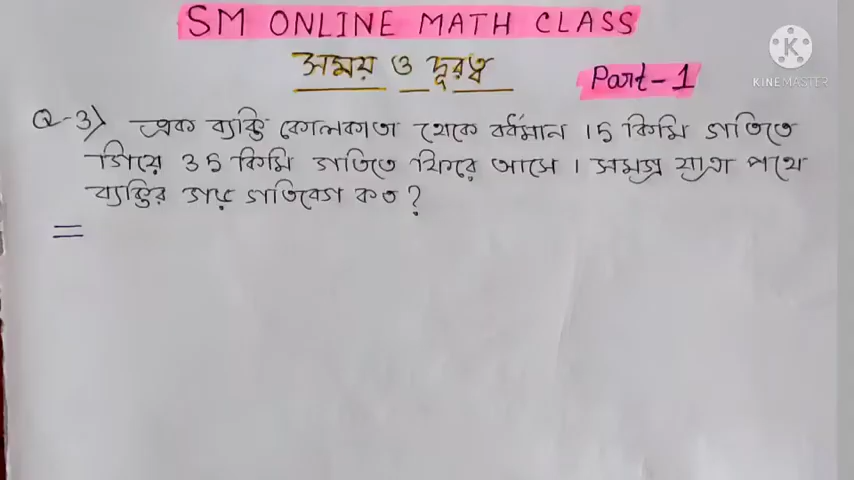 SM ONLINE MATH CLASS
সময় ও দূরত্ব
Part-1
K
KINEMASTER
Q-3) এক ব্যক্তি কোলকাতা থেকে বর্ধমান 15 কিমি গতিতে
গিয়ে 35 কিমি গতিতে ফিরে আসে। সমগ্র যাত্রা পথে
ব্যক্তির গড় গতিবেগ কত?
=